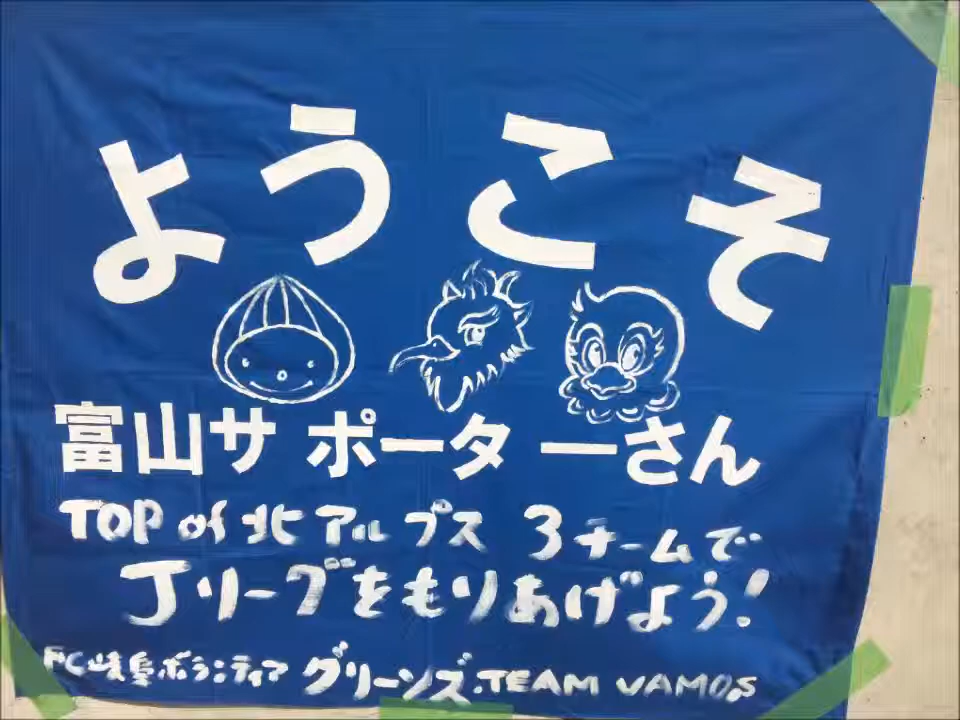 ようこそ
富山サポーターさん
TOP of 北アルプス 3チームで
Jリーグをもりあげよう!
FC岐阜ボランティア グリーンズ.TEAM VAMOS